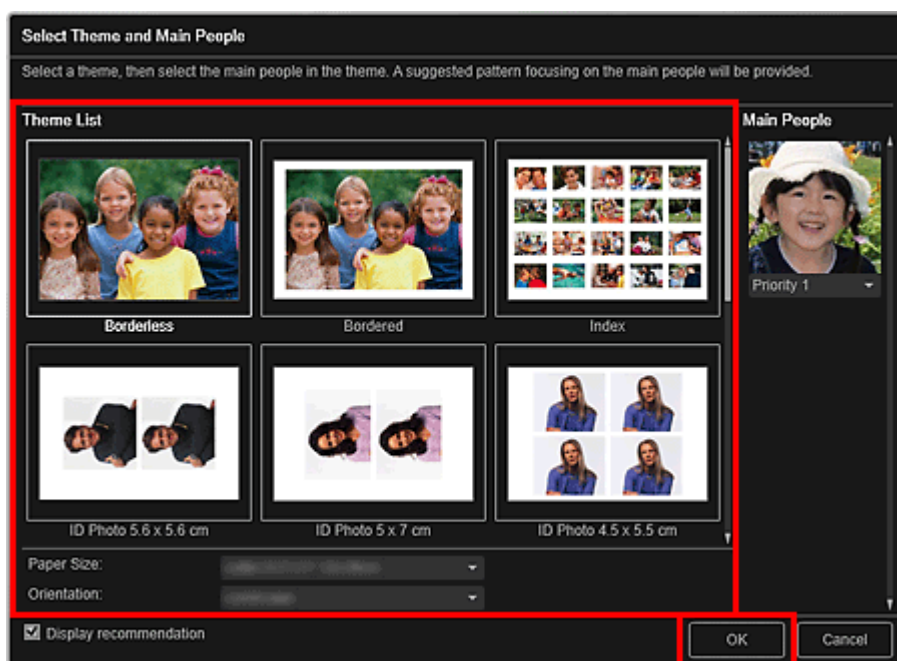 Select Theme and Main People
Select a theme, then select the main people in the theme. A suggested pattern focusing on the main people will be provided.
Theme List
Main People
Borderless
Bordered
Index
Priority 1
ID Photo 5.6 x 5.6 cm
ID Photo 5 x 7 cm
ID Photo 4.5 x 5.5 cm
Paper Size:
Orientation:
Display recommendation
OK
Cancel